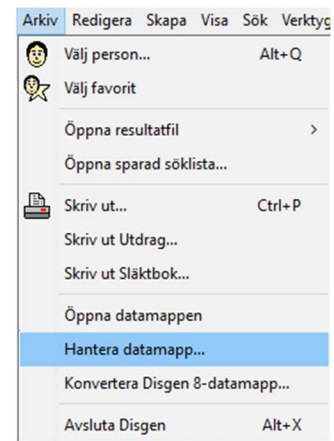 Arkiv Redigera Skapa Visa Sök Verktyg
Välj person... Alt+Q
Välj favorit
Öppna resultatfil >
Öppna sparad söklista...
Skriv ut... Ctrl+P
Skriv ut Utdrag...
Skriv ut Släktbok...
Öppna datamappen
Hantera datamapp...
Konvertera Disgen 8-datamapp...
Avsluta Disgen Alt+X